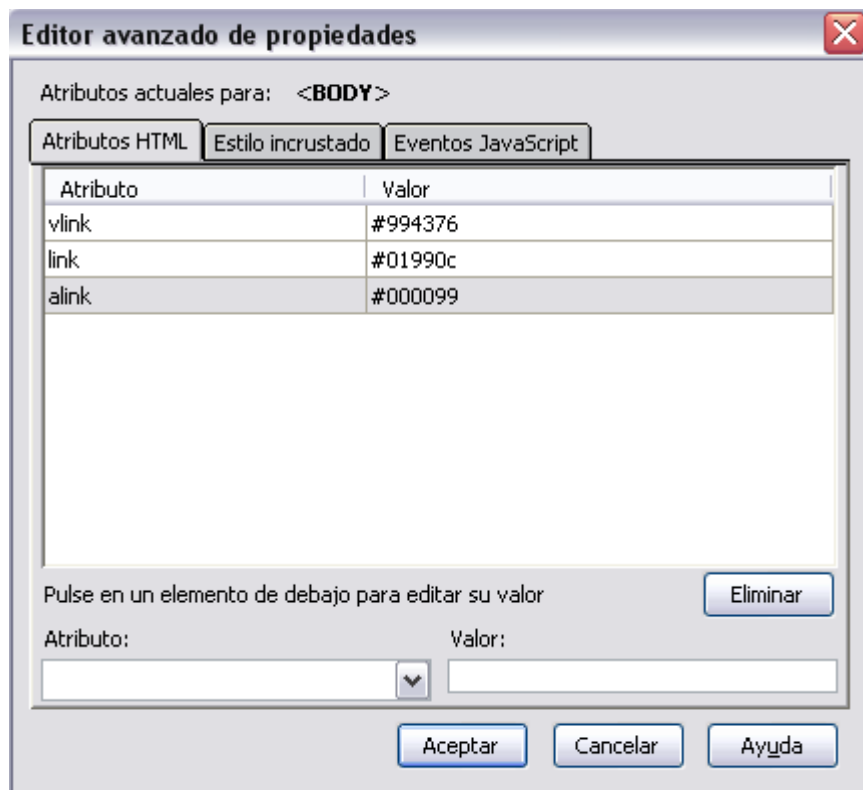 Editor avanzado de propiedades
Atributos actuales para: <BODY>
Atributos HTML Estilo incrustado Eventos JavaScript
Atributo Valor
vlink #994376
link #01990c
alink #000099
Pulse en un elemento de debajo para editar su valor Eliminar
Atributo: Valor:
Aceptar Cancelar Ayuda